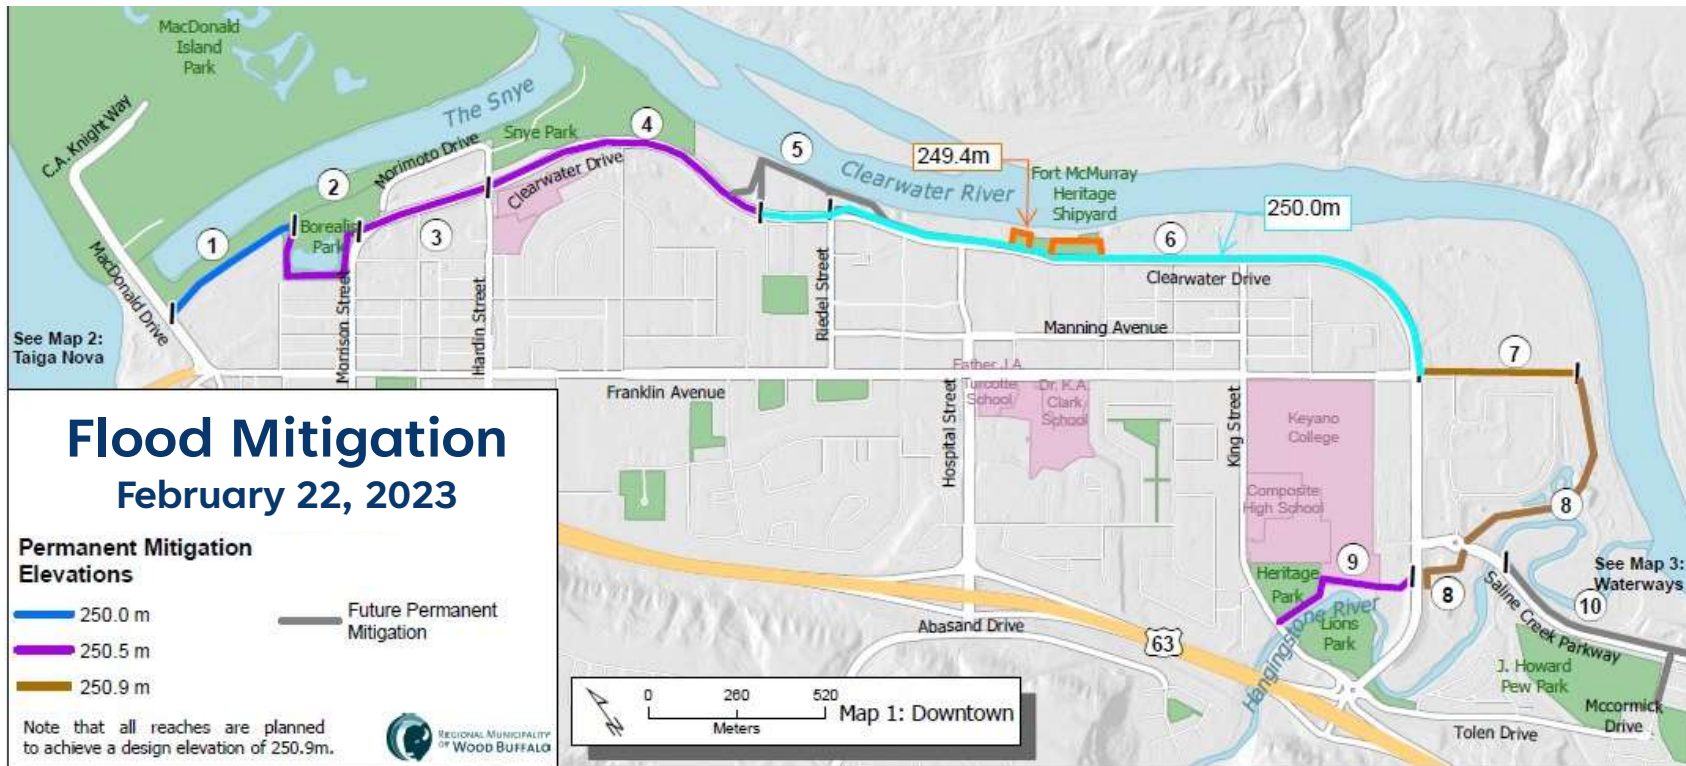 MacDonald
Island
Park
C.A. Knight Way
The Snye
Snye Park
Morimoto Drive
4
Clearwater Drive
5
2
1
Borealis
Park
3
MacDonald Drive
Clearwater River
249.4m
Fort McMurray
Heritage
Shipyard
250.0m
6
Clearwater Drive
See Map 2:
Taiga Nova
Morrison Street
Hardin Street
Riedel Street
Manning Avenue
7
Franklin Avenue
Father J.A.
Turcotte
School
Dr. K.A.
Clark
School
Hospital Street
King Street
Keyano
College
Composite
High School
8
9
8
Heritage
Park
Hangingstone River
Lions
Park
See Map 3:
Waterways
10
Saline Creek Parkway
Abasand Drive
63
J. Howard
Pew Park
Mccormick
Drive
Tolen Drive
Flood Mitigation
February 22, 2023
Permanent Mitigation
Elevations
250.0 m
250.5 m
250.9 m
Future Permanent
Mitigation
Note that all reaches are planned
to achieve a design elevation of 250.9m.
REGIONAL MUNICIPALITY
OF WOOD BUFFALO
N
0 260 520
Meters
Map 1: Downtown